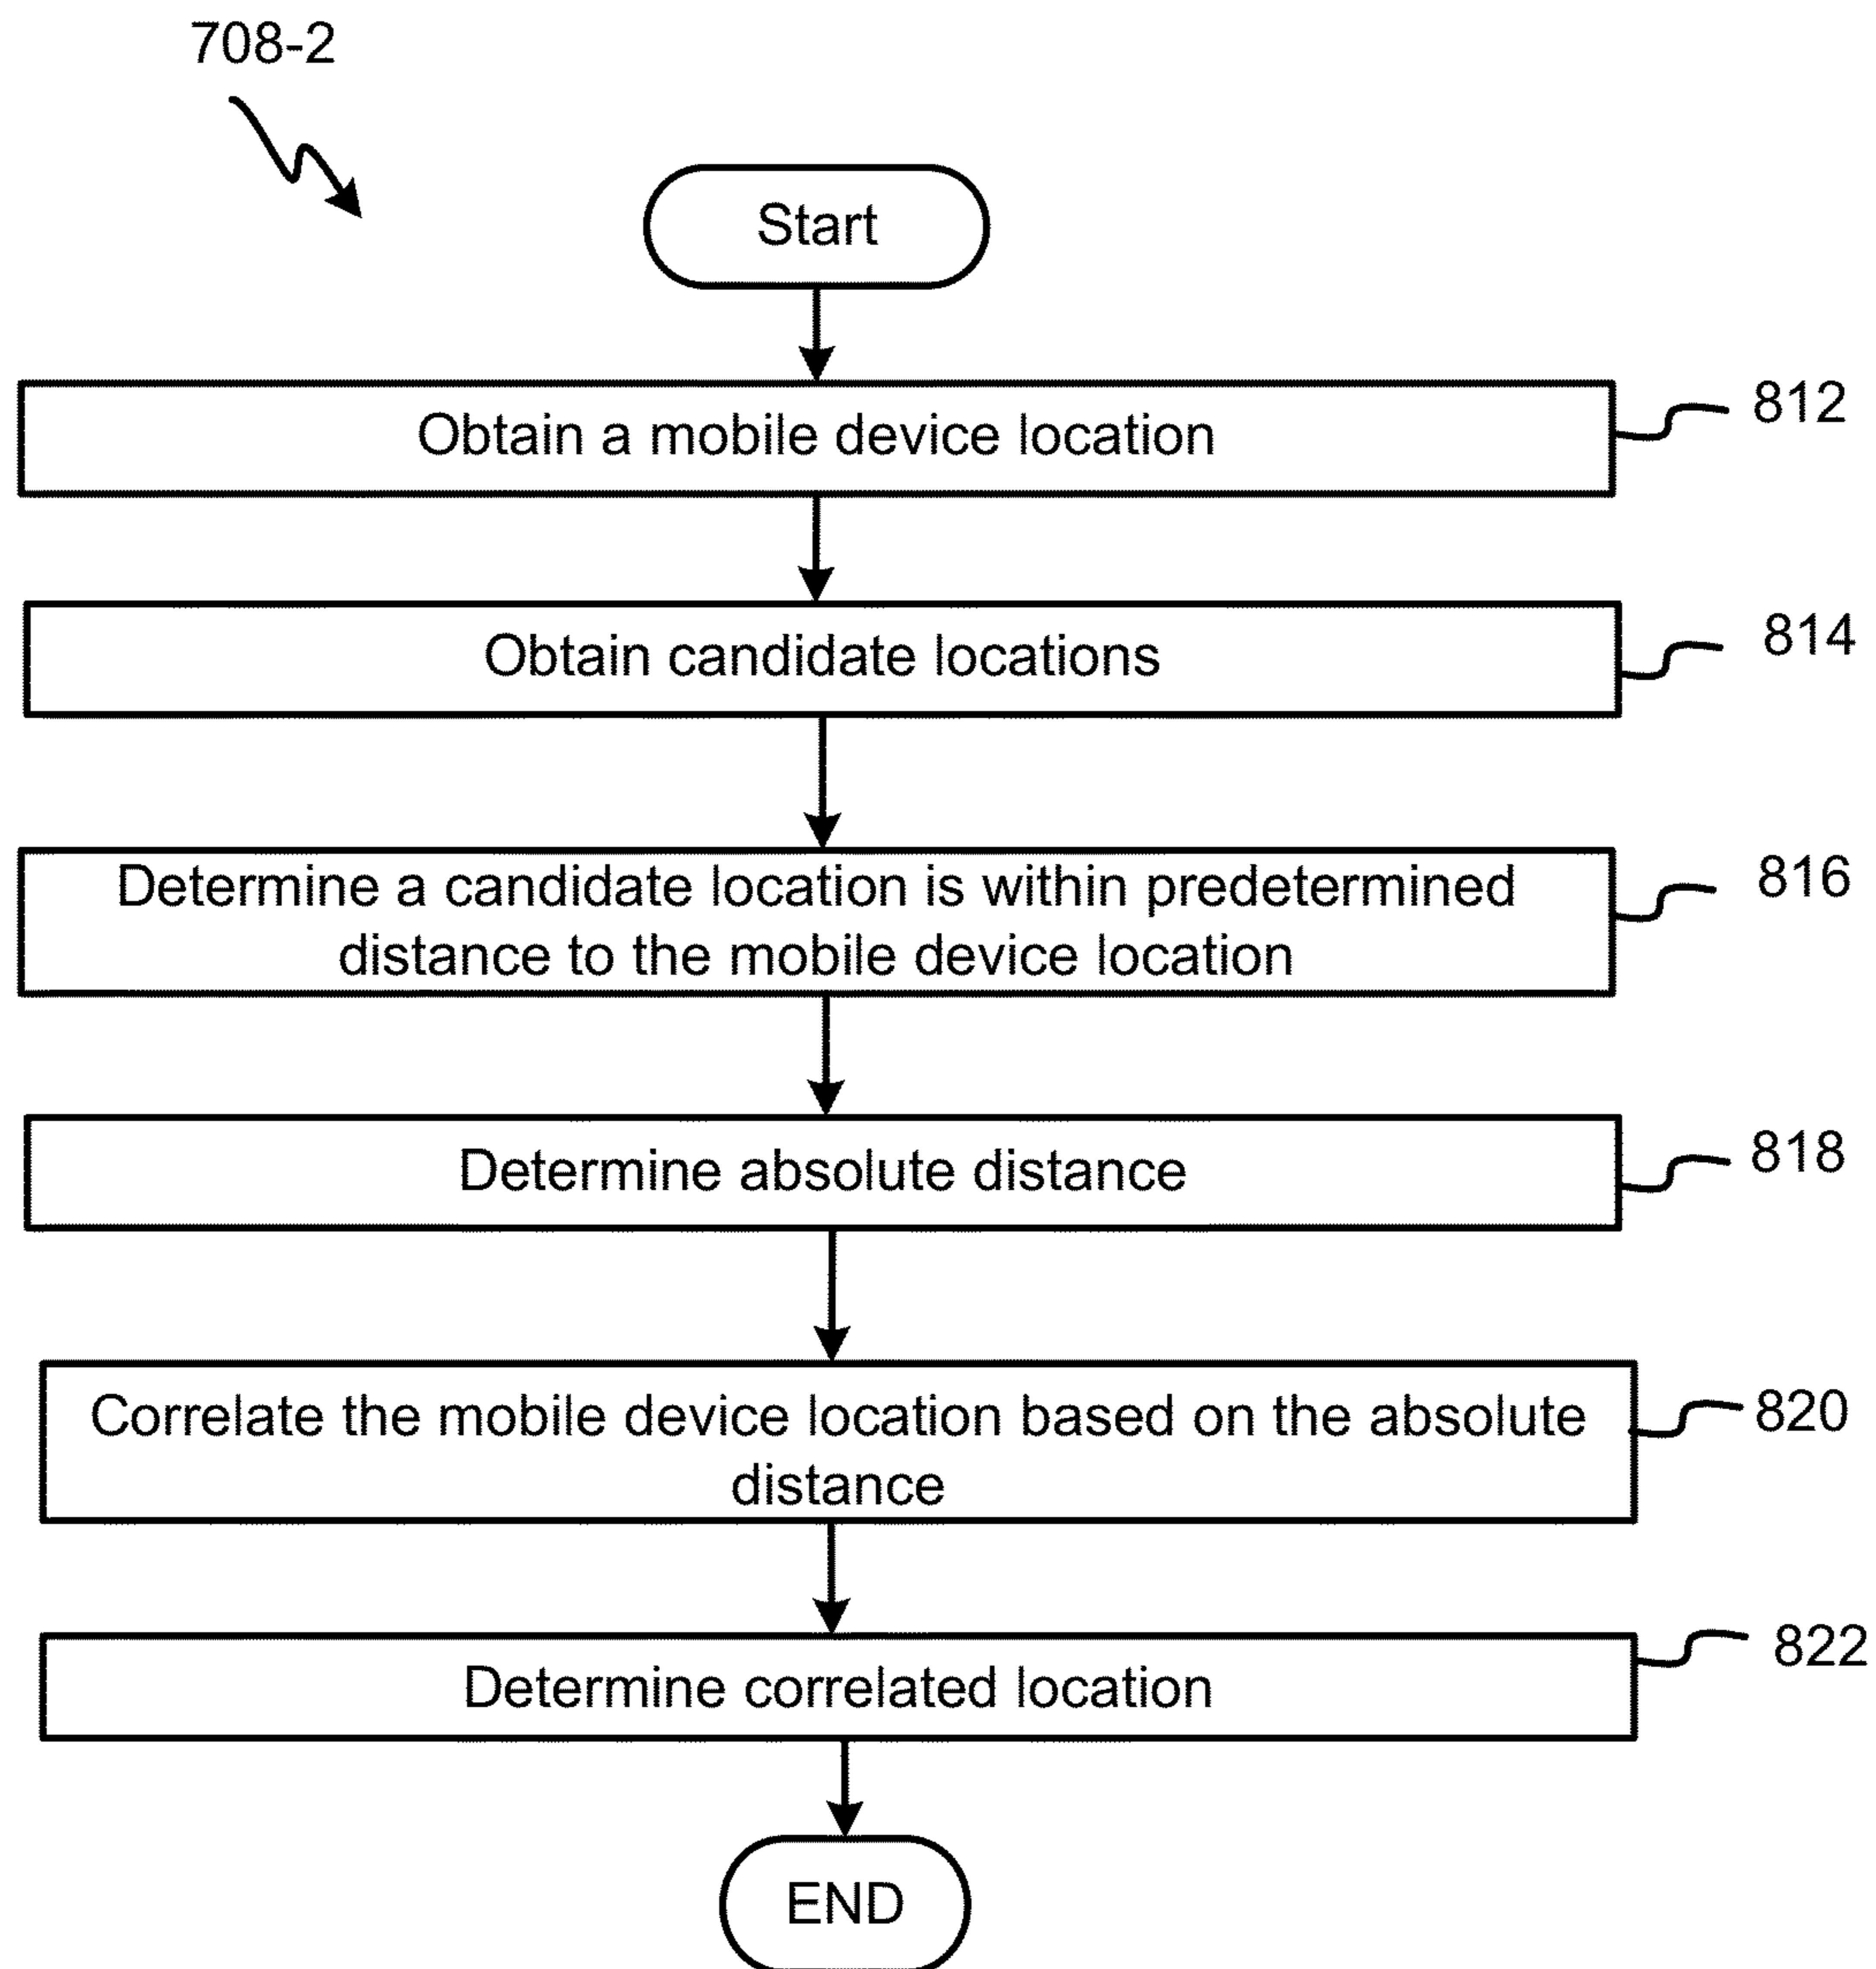 708-2
Start
Obtain a mobile device location
812
Obtain candidate locations
814
Determine a candidate location is within predetermined
distance to the mobile device location
816
Determine absolute distance
818
Correlate the mobile device location based on the absolute
distance
820
Determine correlated location
822
END